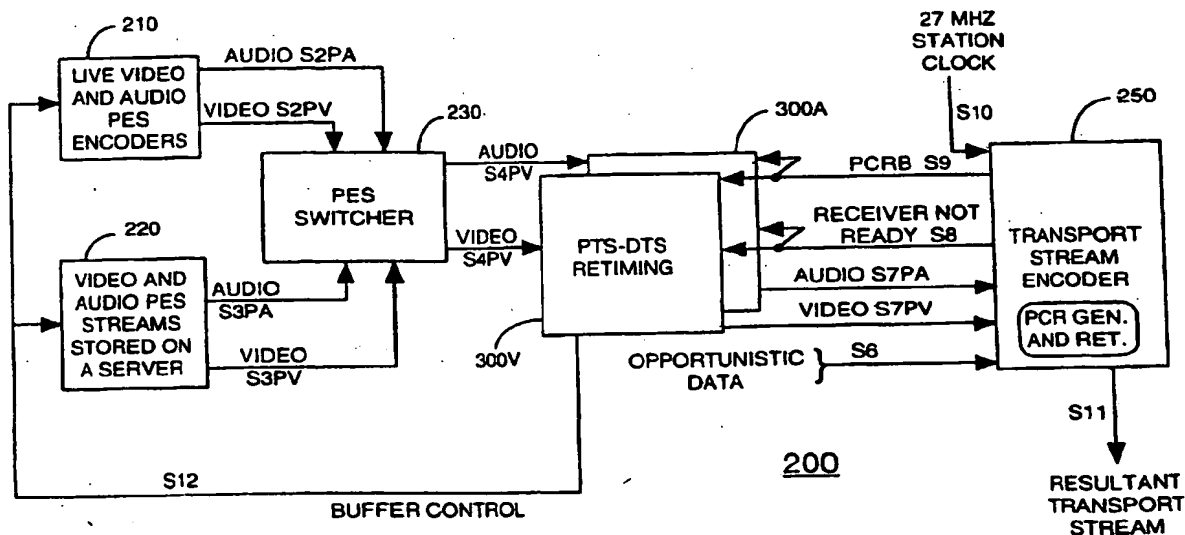 210
LIVE VIDEO
AND AUDIO
PES
ENCODERS
AUDIO S2PA
VIDEO S2PV
220
VIDEO AND
AUDIO PES
STREAMS
STORED ON
A SERVER
AUDIO
S3PA
VIDEO
S3PV
230
PES
SWITCHER
AUDIO
S4PV
VIDEO
S4PV
300A
PTS-DTS
RETIMING
300V
27 MHZ
STATION
CLOCK
S10
250
PCRB S9
RECEIVER NOT
READY S8
AUDIO S7PA
VIDEO S7PV
OPPORTUNISTIC
DATA
S6
TRANSPORT
STREAM
ENCODER
PCR GEN.
AND RET.
S11
RESULTANT
TRANSPORT
STREAM
200
S12
BUFFER CONTROL